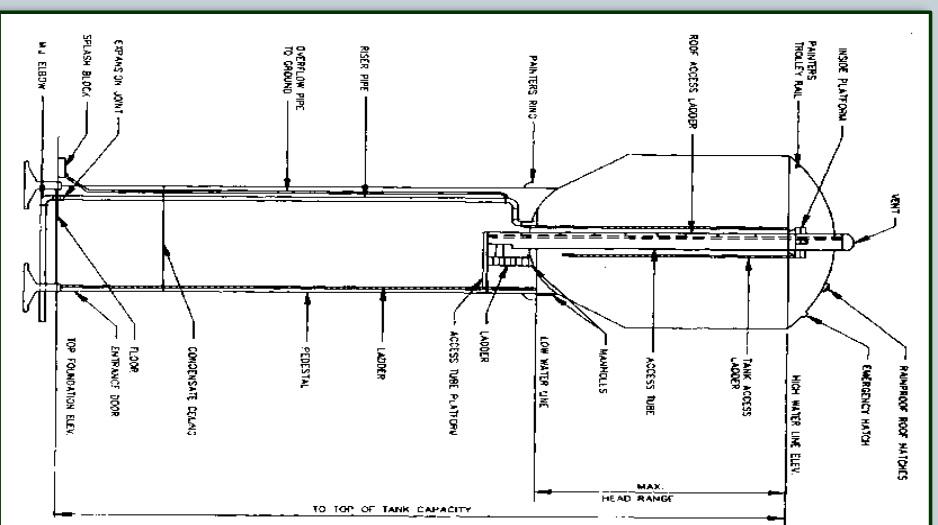 VENT
INSIDE PLATFORM
PAINTERS
TROLLEY RAIL
ROOF ACCESS LADDER
PAINTERS RING
RISER PIPE
OVERFLOW PIPE
TO GROUND
EXPANSION JOINT
SPLASH BLOCK
M.J. ELBOW
RAINPROOF ROOF HATCHES
EMERGENCY HATCH
HIGH WATER LINE ELEV.
TANK ACCESS
LADDER
ACCESS TUBE
MANHOLES
LOW WATER LINE
LADDER
ACCESS TUBE PLATFORM
LADDER
PEDESTAL
CONDENSATE CEILING
FLOOR
ENTRANCE DOOR
TOP FOUNDATION ELEV.
MAX.
HEAD RANGE
TO TOP OF TANK CAPACITY